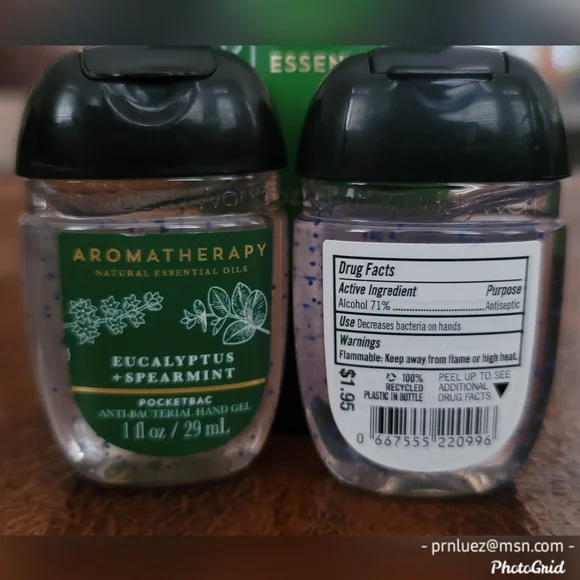 ESSEN
AROMATHERAPY
NATURAL ESSENTIAL OILS
EUCALYPTUS
+SPEARMINT
POCKETBAC
ANTI-BACTERIAL HAND GEL
1 fl oz / 29 mL
Drug Facts
Active Ingredient Purpose
Alcohol 71% Antiseptic
Use Decreases bacteria on hands
Warnings
Flammable: Keep away from flame or high heat.
$1.95
100%
RECYCLED
PLASTIC IN BOTTLE
PEEL UP TO SEE
ADDITIONAL
DRUG FACTS
0 667555 220996
- prnluez@msn.com -
PhotoGrid